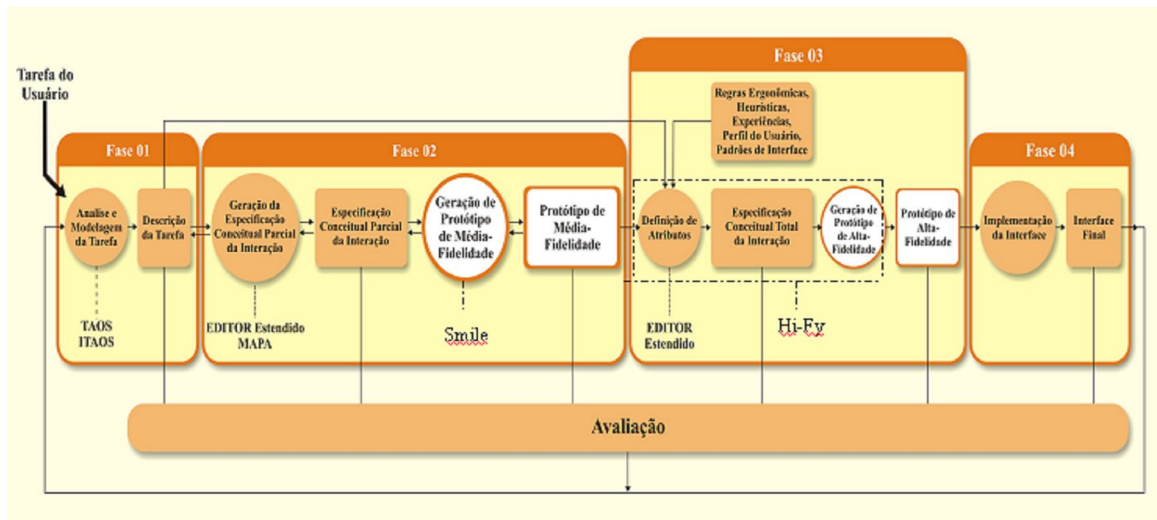 Tarefa do
Usuário
Fase 01
Analise e
Modelagem
da Tarefa
Descrição
da Tarefa
TAOS
ITAOS
Fase 02
Geração da
Especificação
Conceitual Parcial
da Interação
Especificação
Conceitual Parcial
da Interação
Geração de
Protótipo
de Média-
Fidelidade
Protótipo de
Média-
Fidelidade
EDITOR Estendido
MAPA
Smile
Fase 03
Regras Ergonômicas,
Heurísticas,
Experiências,
Perfil do Usuário,
Padrões de Interface
Definição de
Atributos
Especificação
Conceitual Total
da Interação
Geração de
Protótipo
de Alta-
Fidelidade
Protótipo de
Alta-
Fidelidade
EDITOR
Estendido
Hi-Fy
Fase 04
Implementação
da Interface
Interface
Final
Avaliação